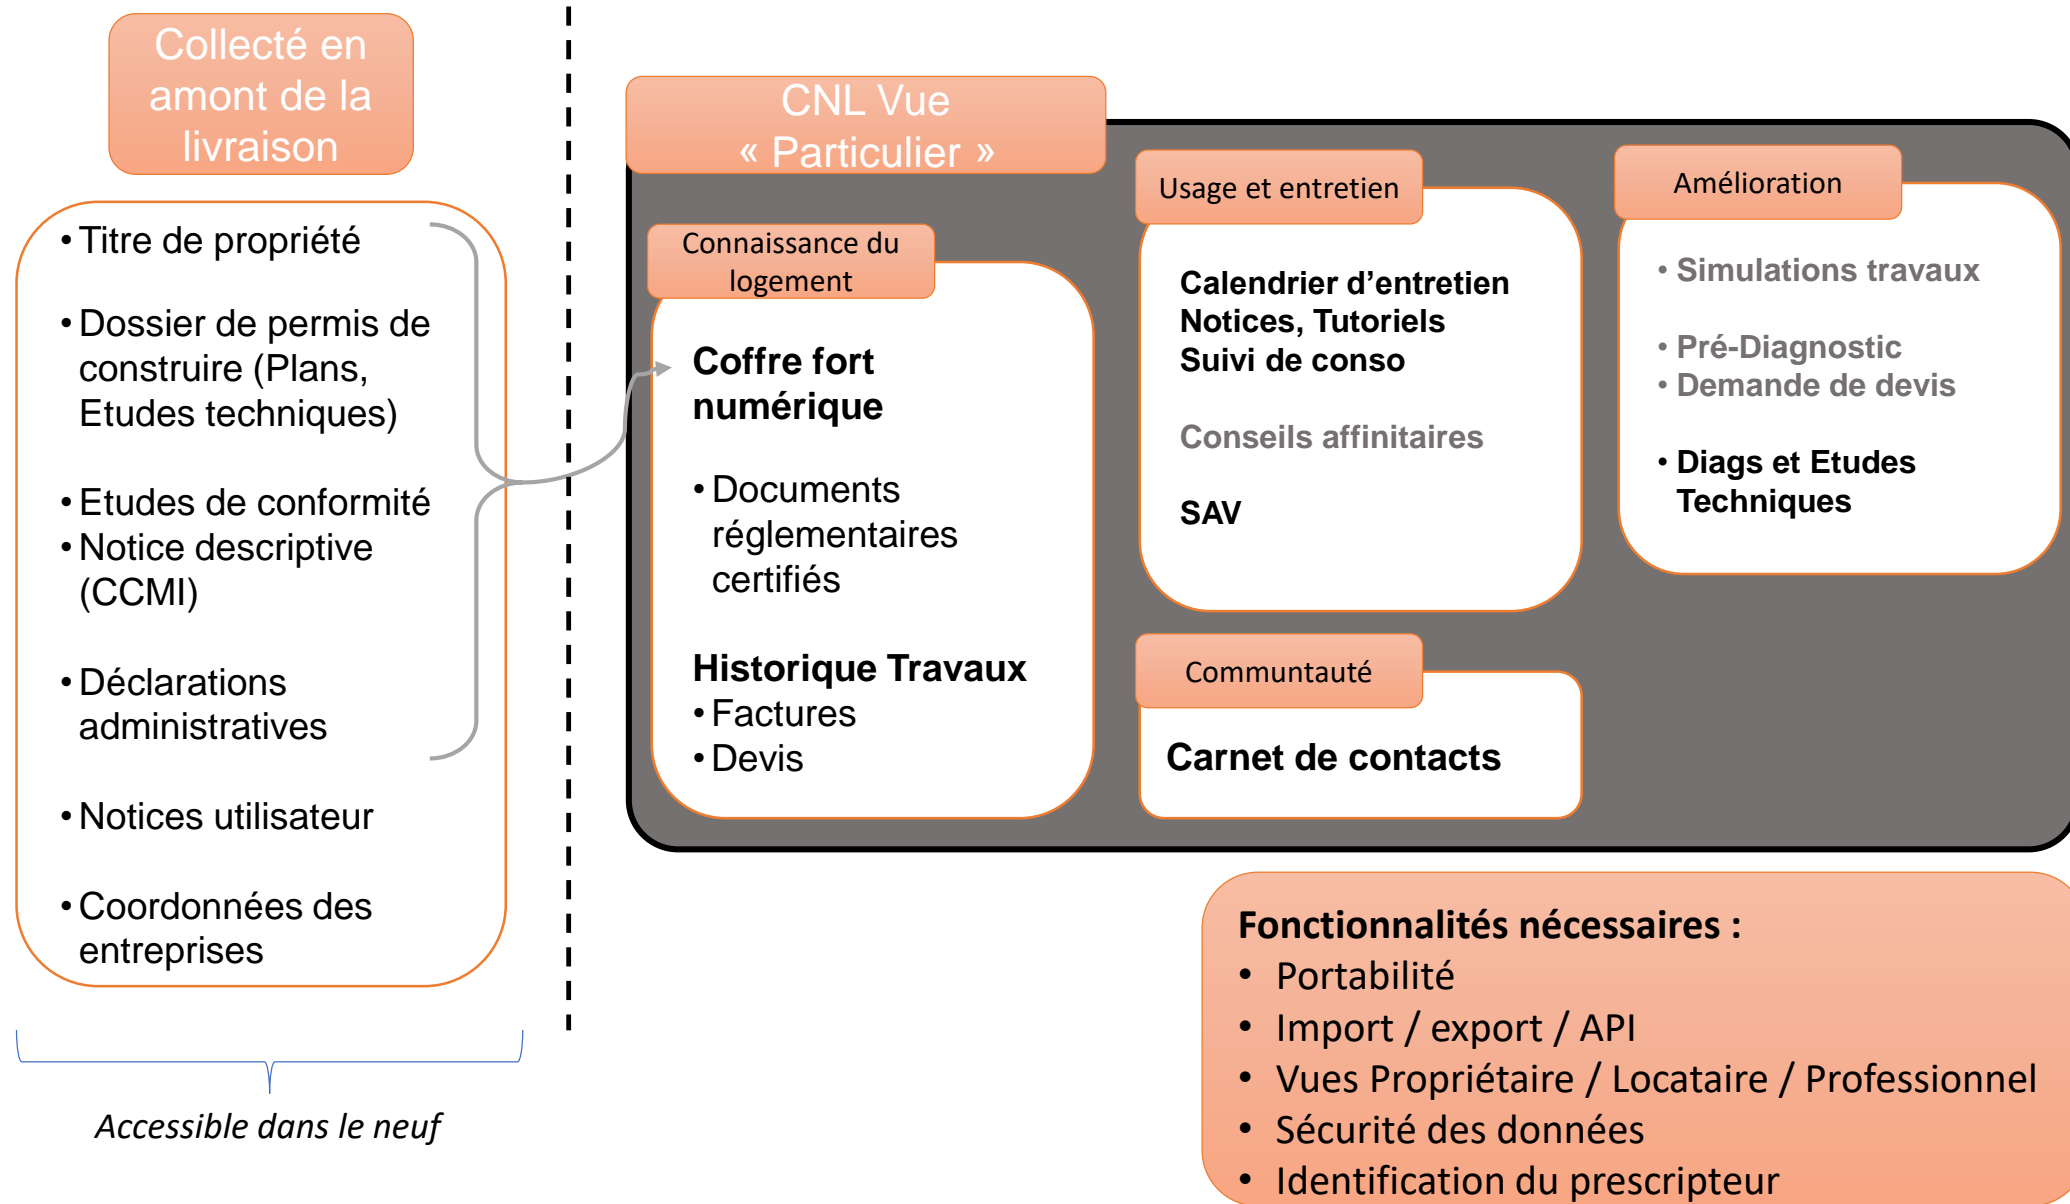 Collecté en
amont de la
livraison
• Titre de propriété
• Dossier de permis de
construire (Plans,
Etudes techniques)
• Etudes de conformité
• Notice descriptive
(CCMI)
• Déclarations
administratives
• Notices utilisateur
• Coordonnées des
entreprises
Accessible dans le neuf
CNL Vue
« Particulier »
Connaissance du
logement
Coffre fort
numérique
• Documents
réglementaires
certifiés
Historique Travaux
• Factures
• Devis
Usage et entretien
Calendrier d’entretien
Notices, Tutoriels
Suivi de conso
Conseils affinitaires
SAV
Communtauté
Carnet de contacts
Amélioration
• Simulations travaux
• Pré-Diagnostic
• Demande de devis
• Diags et Etudes
Techniques
Fonctionnalités nécessaires :
• Portabilité
• Import / export / API
• Vues Propriétaire / Locataire / Professionnel
• Sécurité des données
• Identification du prescripteur